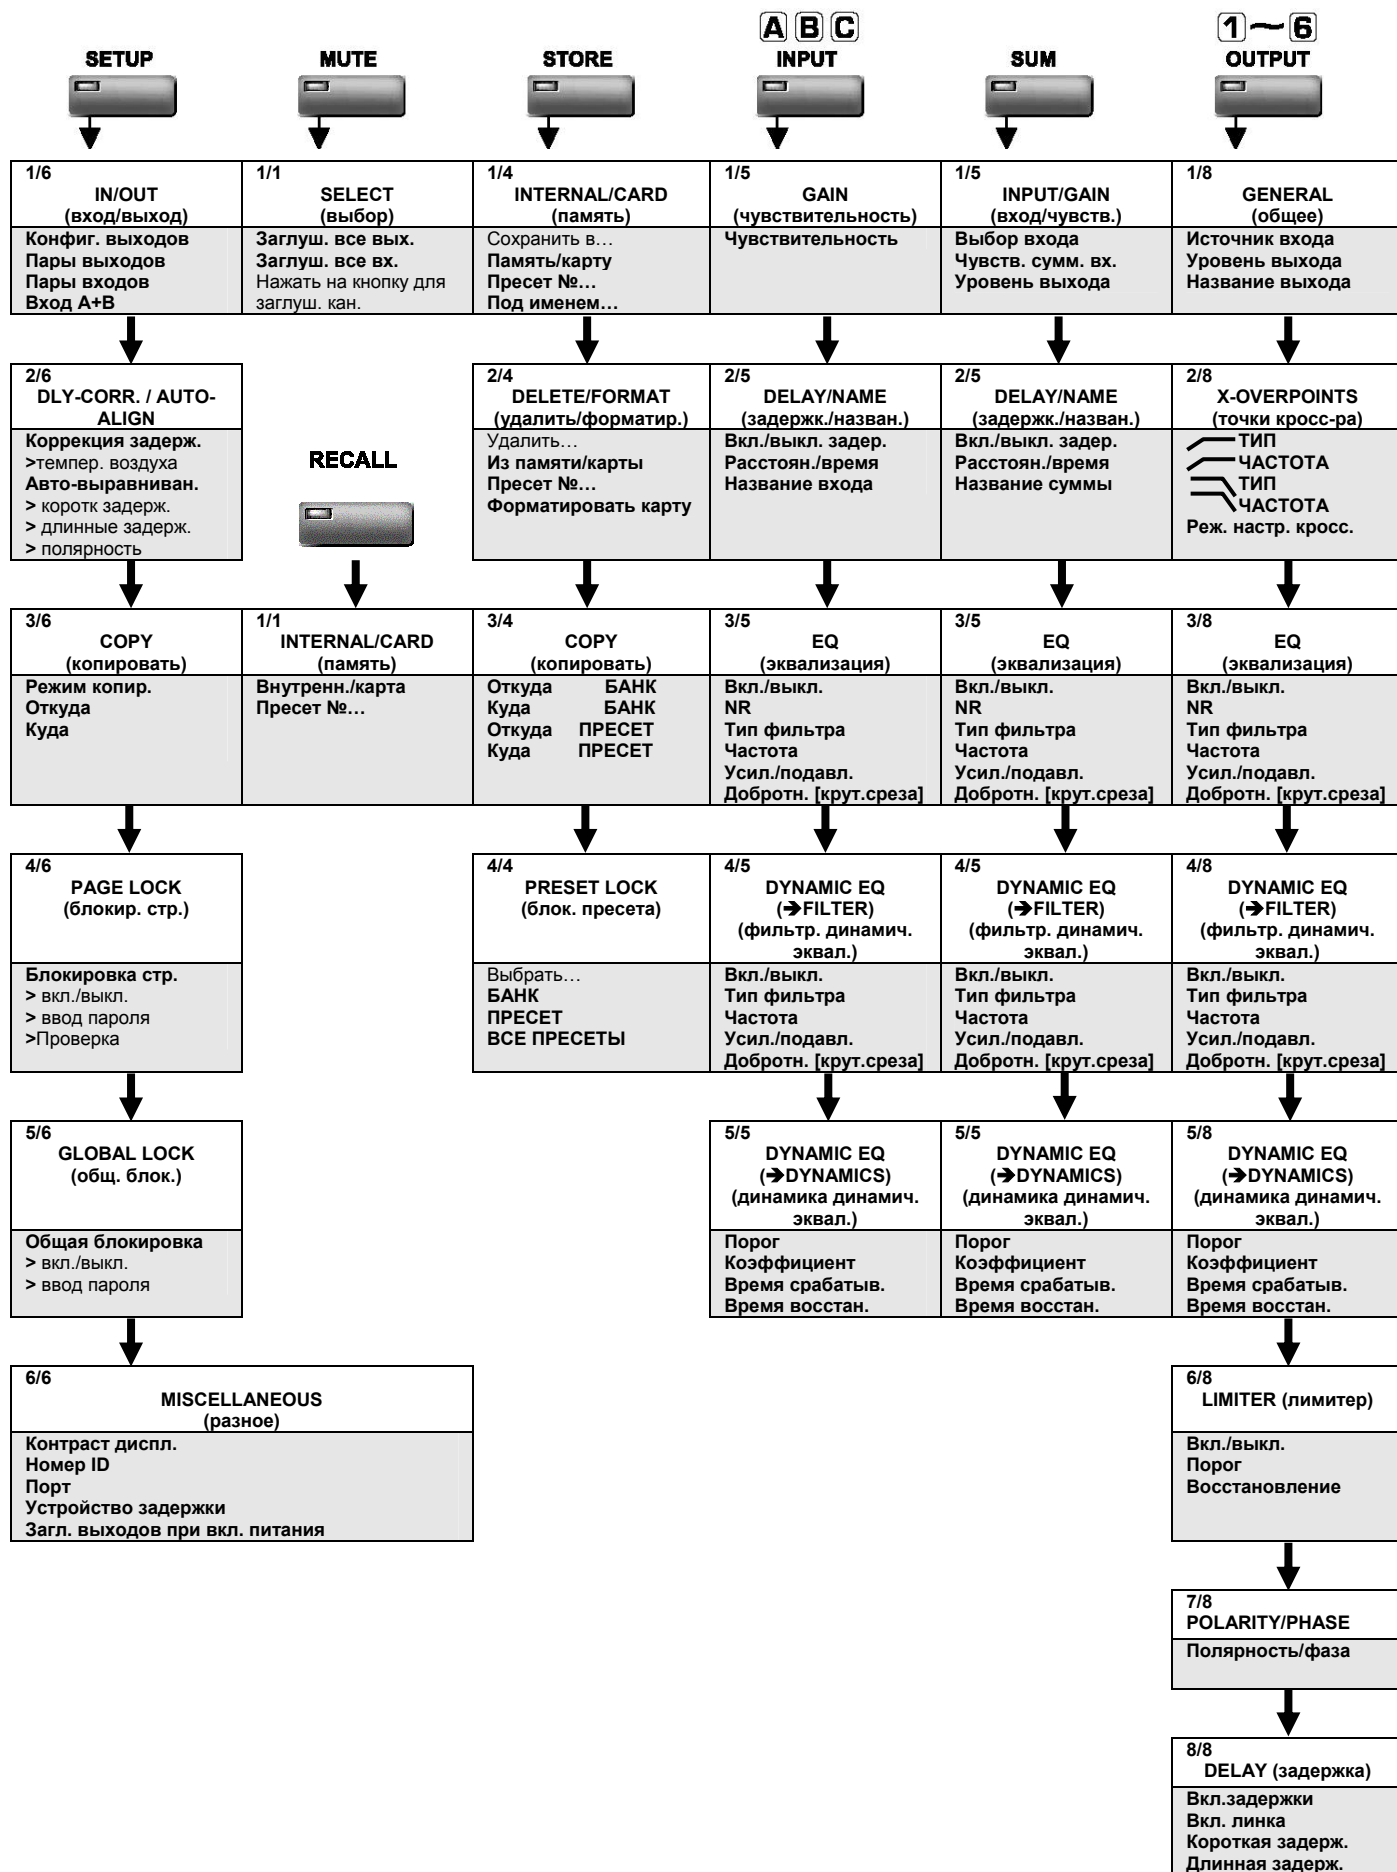 A B C
1~6
SETUP
MUTE
STORE
INPUT
SUM
OUTPUT
1/6
IN/OUT
(вход/выход)
Конфиг. выходов
Пары выходов
Пары входов
Вход A+B
1/1
SELECT
(выбор)
Заглуш. все вых.
Заглуш. все вх.
Нажать на кнопку для
заглуш. кан.
1/4
INTERNAL/CARD
(память)
Сохранить в…
Память/карту
Пресет №…
Под именем…
1/5
GAIN
(чувствительность)
Чувствительность
1/5
INPUT/GAIN
(вход/чувств.)
Выбор входа
Чувств. сумм. вх.
Уровень выхода
1/8
GENERAL
(общее)
Источник входа
Уровень выхода
Название выхода
2/6
DLY-CORR. / AUTO-
ALIGN
Коррекция задерж.
>темпер. воздуха
Авто-выравниван.
> коротк задерж.
> длинные задерж.
> полярность
RECALL
2/4
DELETE/FORMAT
(удалить/форматир.)
Удалить…
Из памяти/карты
Пресет №…
Форматировать карту
2/5
DELAY/NAME
(задержк./назван.)
Вкл./выкл. задер.
Расстоян./время
Название входа
2/5
DELAY/NAME
(задержк./назван.)
Вкл./выкл. задер.
Расстоян./время
Название суммы
2/8
X-OVERPOINTS
(точки кросс-ра)
ТИП
ЧАСТОТА
ТИП
ЧАСТОТА
Реж. настр. кросс.
3/6
COPY
(копировать)
Режим копир.
Откуда
Куда
1/1
INTERNAL/CARD
(память)
Внутренн./карта
Пресет №…
3/4
COPY
(копировать)
Откуда БАНК
Куда БАНК
Откуда ПРЕСЕТ
Куда ПРЕСЕТ
3/5
EQ
(эквализация)
Вкл./выкл.
NR
Тип фильтра
Частота
Усил./подавл.
Добротн. [крут.среза]
3/5
EQ
(эквализация)
Вкл./выкл.
NR
Тип фильтра
Частота
Усил./подавл.
Добротн. [крут.среза]
3/8
EQ
(эквализация)
Вкл./выкл.
NR
Тип фильтра
Частота
Усил./подавл.
Добротн. [крут.среза]
4/6
PAGE LOCK
(блокир. стр.)
Блокировка стр.
> вкл./выкл.
> ввод пароля
>Проверка
4/4
PRESET LOCK
(блок. пресета)
Выбрать…
БАНК
ПРЕСЕТ
ВСЕ ПРЕСЕТЫ
4/5
DYNAMIC EQ
(➔FILTER)
(фильтр. динамич.
эквал.)
Вкл./выкл.
Тип фильтра
Частота
Усил./подавл.
Добротн. [крут.среза]
4/5
DYNAMIC EQ
(➔FILTER)
(фильтр. динамич.
эквал.)
Вкл./выкл.
Тип фильтра
Частота
Усил./подавл.
Добротн. [крут.среза]
4/8
DYNAMIC EQ
(➔FILTER)
(фильтр. динамич.
эквал.)
Вкл./выкл.
Тип фильтра
Частота
Усил./подавл.
Добротн. [крут.среза]
5/6
GLOBAL LOCK
(общ. блок.)
Общая блокировка
> вкл./выкл.
> ввод пароля
5/5
DYNAMIC EQ
(➔DYNAMICS)
(динамика динамич.
эквал.)
Порог
Коэффициент
Время срабатыв.
Время восстан.
5/5
DYNAMIC EQ
(➔DYNAMICS)
(динамика динамич.
эквал.)
Порог
Коэффициент
Время срабатыв.
Время восстан.
5/8
DYNAMIC EQ
(➔DYNAMICS)
(динамика динамич.
эквал.)
Порог
Коэффициент
Время срабатыв.
Время восстан.
6/6
MISCELLANEOUS
(разное)
Контраст диспл.
Номер ID
Порт
Устройство задержки
Загл. выходов при вкл. питания
6/8
LIMITER (лимитер)
Вкл./выкл.
Порог
Восстановление
7/8
POLARITY/PHASE
Полярность/фаза
8/8
DELAY (задержка)
Вкл.задержки
Вкл. линка
Короткая задерж.
Длинная задерж.